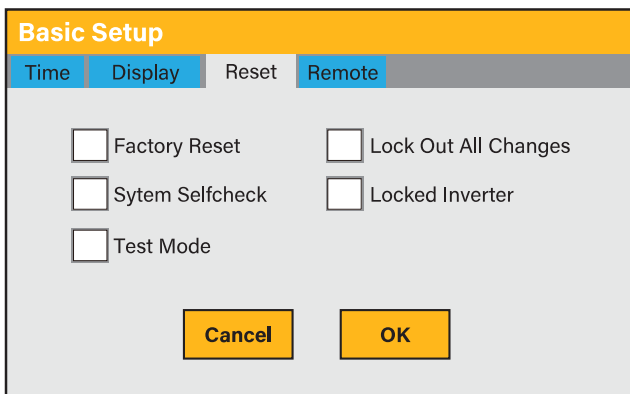 Basic Setup
Time Display Reset Remote
Factory Reset Lock Out All Changes
Sytem Selfcheck Locked Inverter
Test Mode
Cancel OK